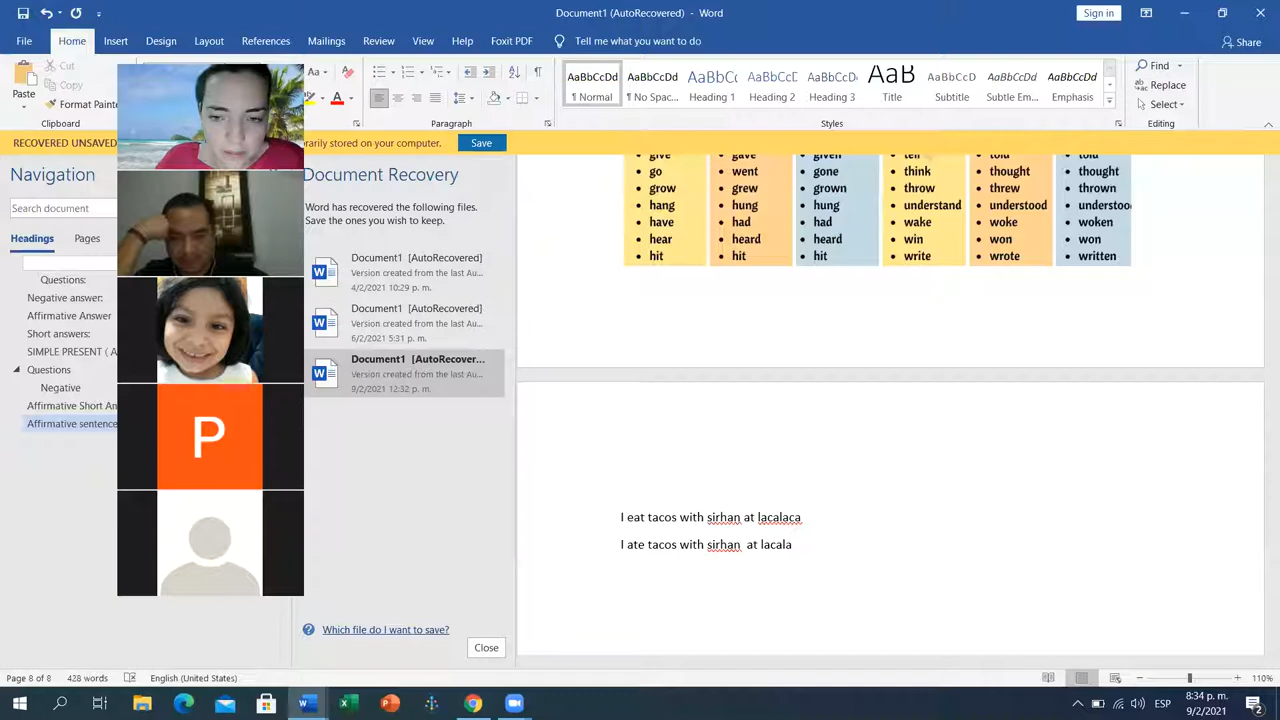 Document1 (AutoRecovered) - Word
Sign in
File Home Insert Design Layout References Mailings Review View Help Foxit PDF Tell me what you want to do Share
Cut
Copy
Format Painte
Paste
Clipboard
Aa
A
Paragraph
AaBbCcDd AaBbCcDd AaBbC AaBbCcD AaBbCcD AaB AaBbCcD AaBbCcDd AaBbCcDd
¶ Normal ¶ No Spac... Heading 1 Heading 2 Heading 3 Title Subtitle Subtle Em... Emphasis
Styles
Find
Replace
Select
Editing
RECOVERED UNSAVED
rarily stored on your computer.
Save
Navigation
Search document
Headings Pages
Questions:
Negative answer:
Affirmative Answer
Short answers:
SIMPLE PRESENT ( A
Questions
Negative
Affirmative Short An
Affirmative sentence
P
Document Recovery
Word has recovered the following files.
Save the ones you wish to keep.
Document1 [AutoRecovered]
Version created from the last Au...
4/2/2021 10:29 p. m.
Document1 [AutoRecovered]
Version created from the last Au...
6/2/2021 5:31 p. m.
Document1 [AutoRecover...
Version created from the last Au...
9/2/2021 12:32 p. m.
Which file do I want to save?
Close
give gave given tell told told
go went gone think thought thought
grow grew grown throw threw thrown
hang hung hung understand understood understoo
have had had wake woke woken
hear heard heard win won won
hit hit hit write wrote written
I eat tacos with sirhan at lacalaca
I ate tacos with sirhan at lacala
Page 8 of 8 428 words English (United States) 110%
8:34 p. m.
ESP
9/2/2021